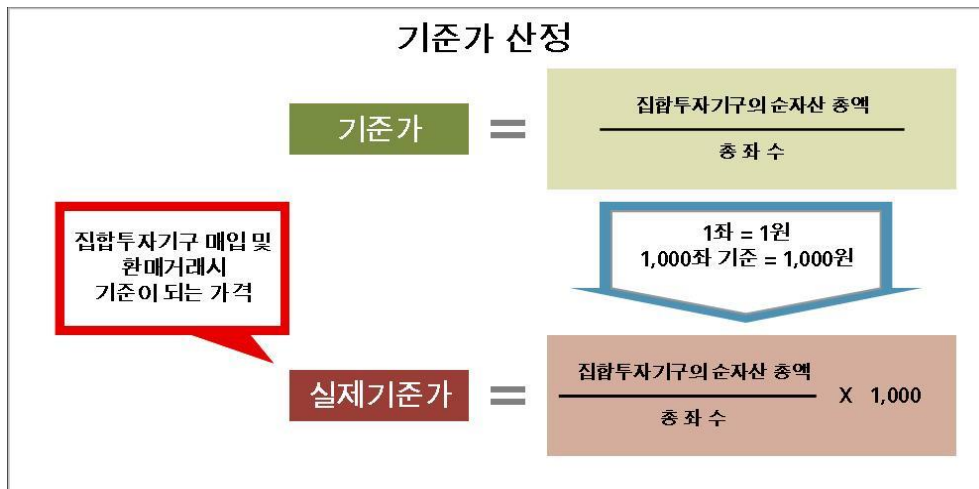 기준가 산정
기준가
=
집합투자기구의 순자산 총액
총 좌 수
집합투자기구 매입 및
환매거래시
기준이 되는 가격
1좌 = 1원
1,000좌 기준 = 1,000원
실제기준가
=
집합투자기구의 순자산 총액
총 좌 수
X 1,000